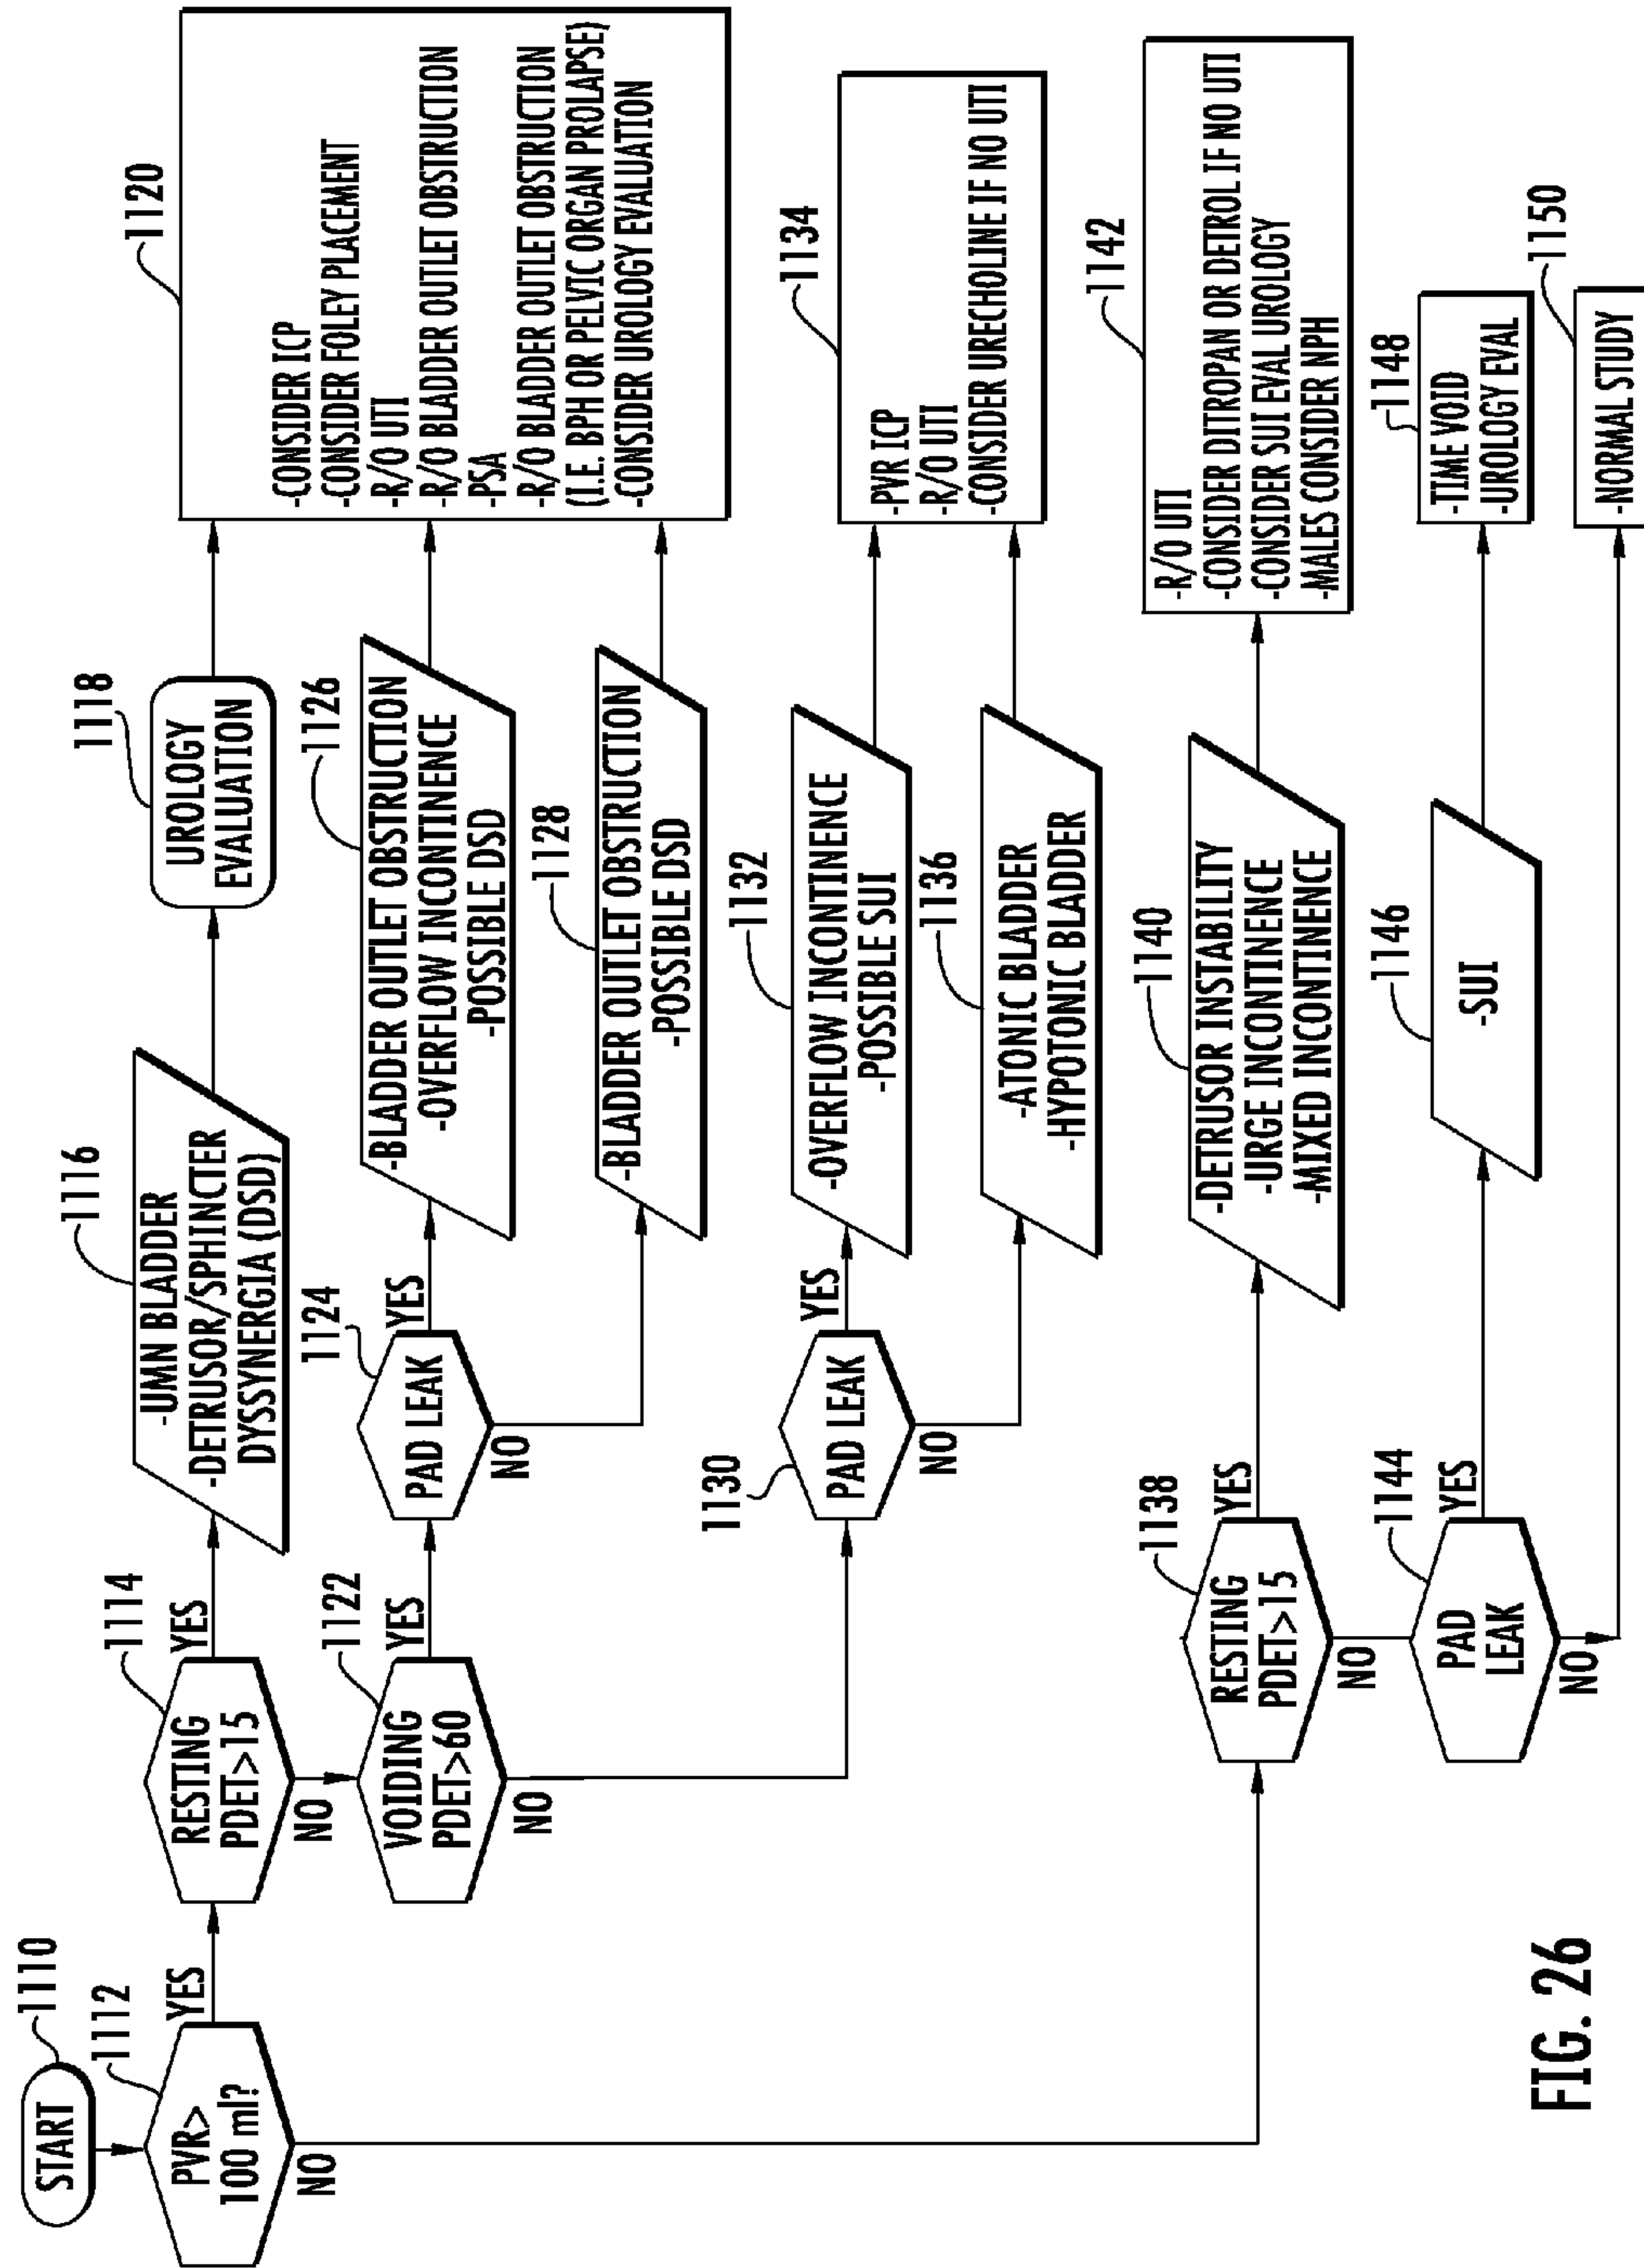 START
1110
PVR>
100 ml?
1112
YES
NO
RESTING
PDET>15
1114
YES
NO
-UMN BLADDER
-DETRUSOR/SPHINCTER
DYSSYNERGIA (DSD)
1116
UROLOGY
EVALUATION
1118
-CONSIDER ICP
-CONSIDER FOLEY PLACEMENT
-R/O UTI
-R/O BLADDER OUTLET OBSTRUCTION
-PSA
-R/O BLADDER OUTLET OBSTRUCTION
(I.E. BPH OR PELVIC ORGAN PROLAPSE)
-CONSIDER UROLOGY EVALUATION
1120
VOIDING
PDET>60
1122
YES
NO
PAD LEAK
1124
YES
NO
-BLADDER OUTLET OBSTRUCTION
-OVERFLOW INCONTINENCE
-POSSIBLE DSD
1126
-BLADDER OUTLET OBSTRUCTION
-POSSIBLE DSD
1128
PAD LEAK
1130
YES
NO
-OVERFLOW INCONTINENCE
-POSSIBLE SUI
1132
-PVR ICP
-R/O UTI
-CONSIDER URECHOLINE IF NO UTI
1134
-ATONIC BLADDER
-HYPOTONIC BLADDER
1136
RESTING
PDET>15
1138
YES
NO
-DETRUSOR INSTABILITY
-URGE INCONTINENCE
-MIXED INCONTINENCE
1140
-R/O UTI
-CONSIDER DITROPAN OR DETROL IF NO UTI
-CONSIDER SUI EVAL UROLOGY
-MALES CONSIDER NPH
1142
PAD
LEAK
1144
YES
NO
-SUI
1146
-TIME VOID
-UROLOGY EVAL
1148
-NORMAL STUDY
1150
FIG. 26